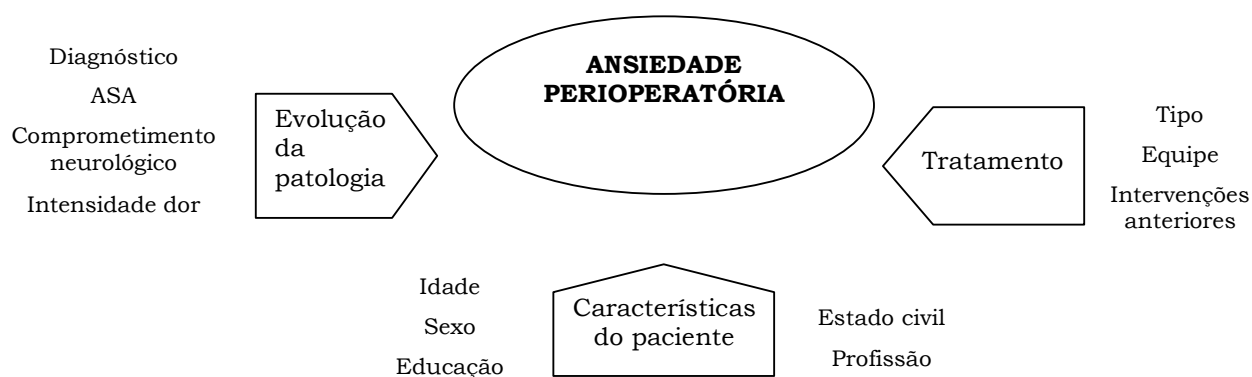 Diagnóstico
ASA
Comprometimento
neurológico
Intensidade dor
Evolução
da
patologia
ANSIEDADE
PERIOPERATÓRIA
Tratamento
Tipo
Equipe
Intervenções
anteriores
Idade
Sexo
Educação
Características
do paciente
Estado civil
Profissão